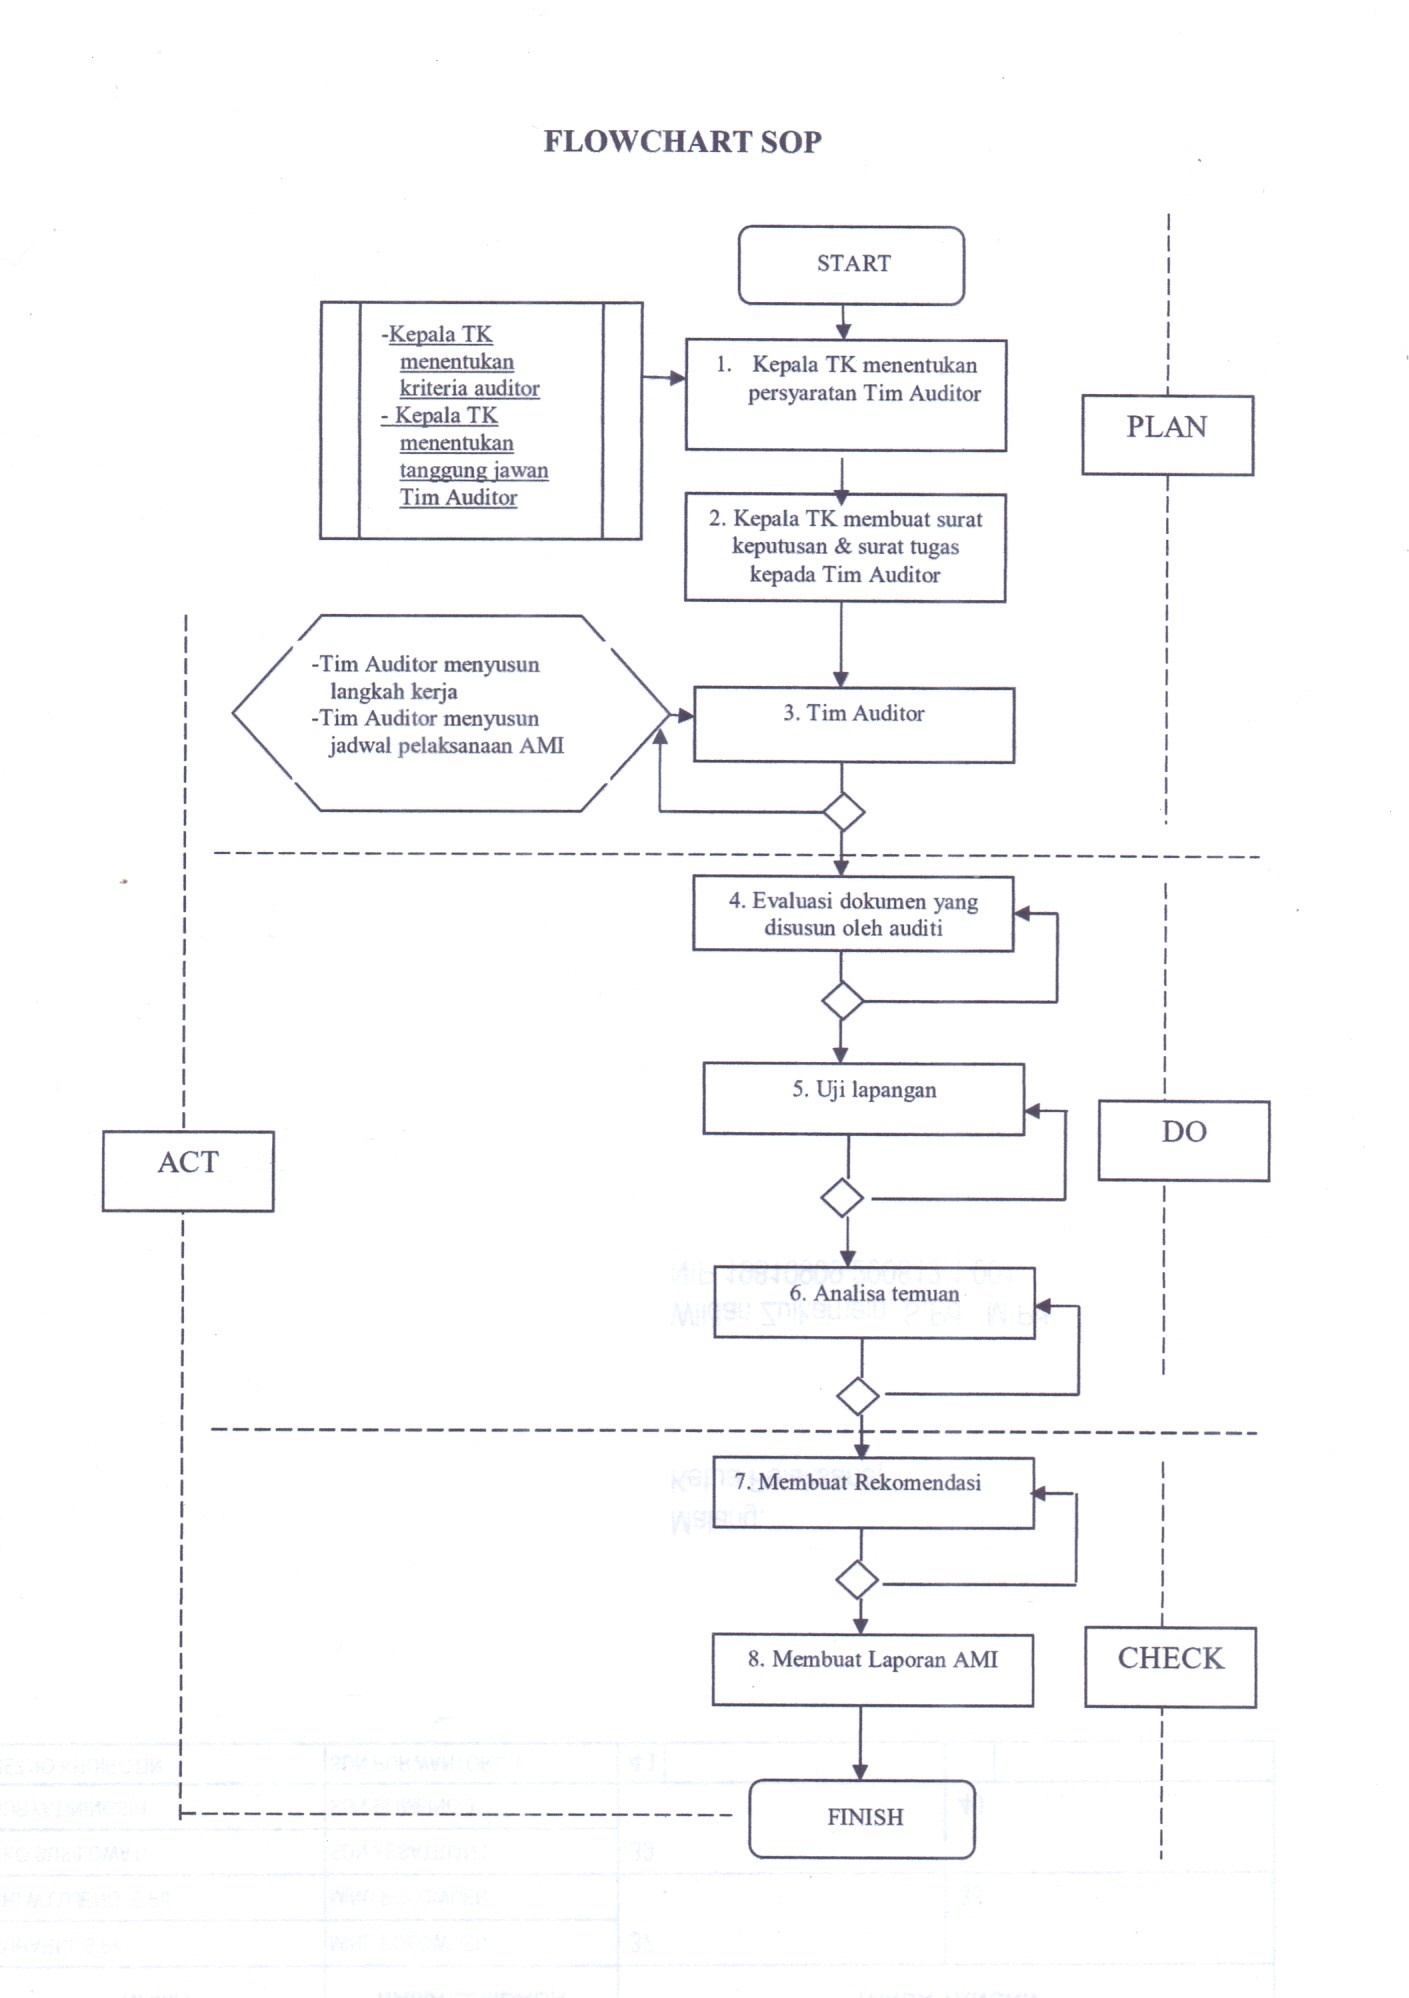 FLOWCHART SOP
START
-Kepala TK
menentukan
kriteria auditor
- Kepala TK
menentukan
tanggung jawan
Tim Auditor
1. Kepala TK menentukan
persyaratan Tim Auditor
PLAN
2. Kepala TK membuat surat
keputusan & surat tugas
kepada Tim Auditor
-Tim Auditor menyusun
langkah kerja
-Tim Auditor menyusun
jadwal pelaksanaan AMI
3. Tim Auditor
4. Evaluasi dokumen yang
disusun oleh auditi
5. Uji lapangan
DO
ACT
6. Analisa temuan
7. Membuat Rekomendasi
8. Membuat Laporan AMI
CHECK
FINISH